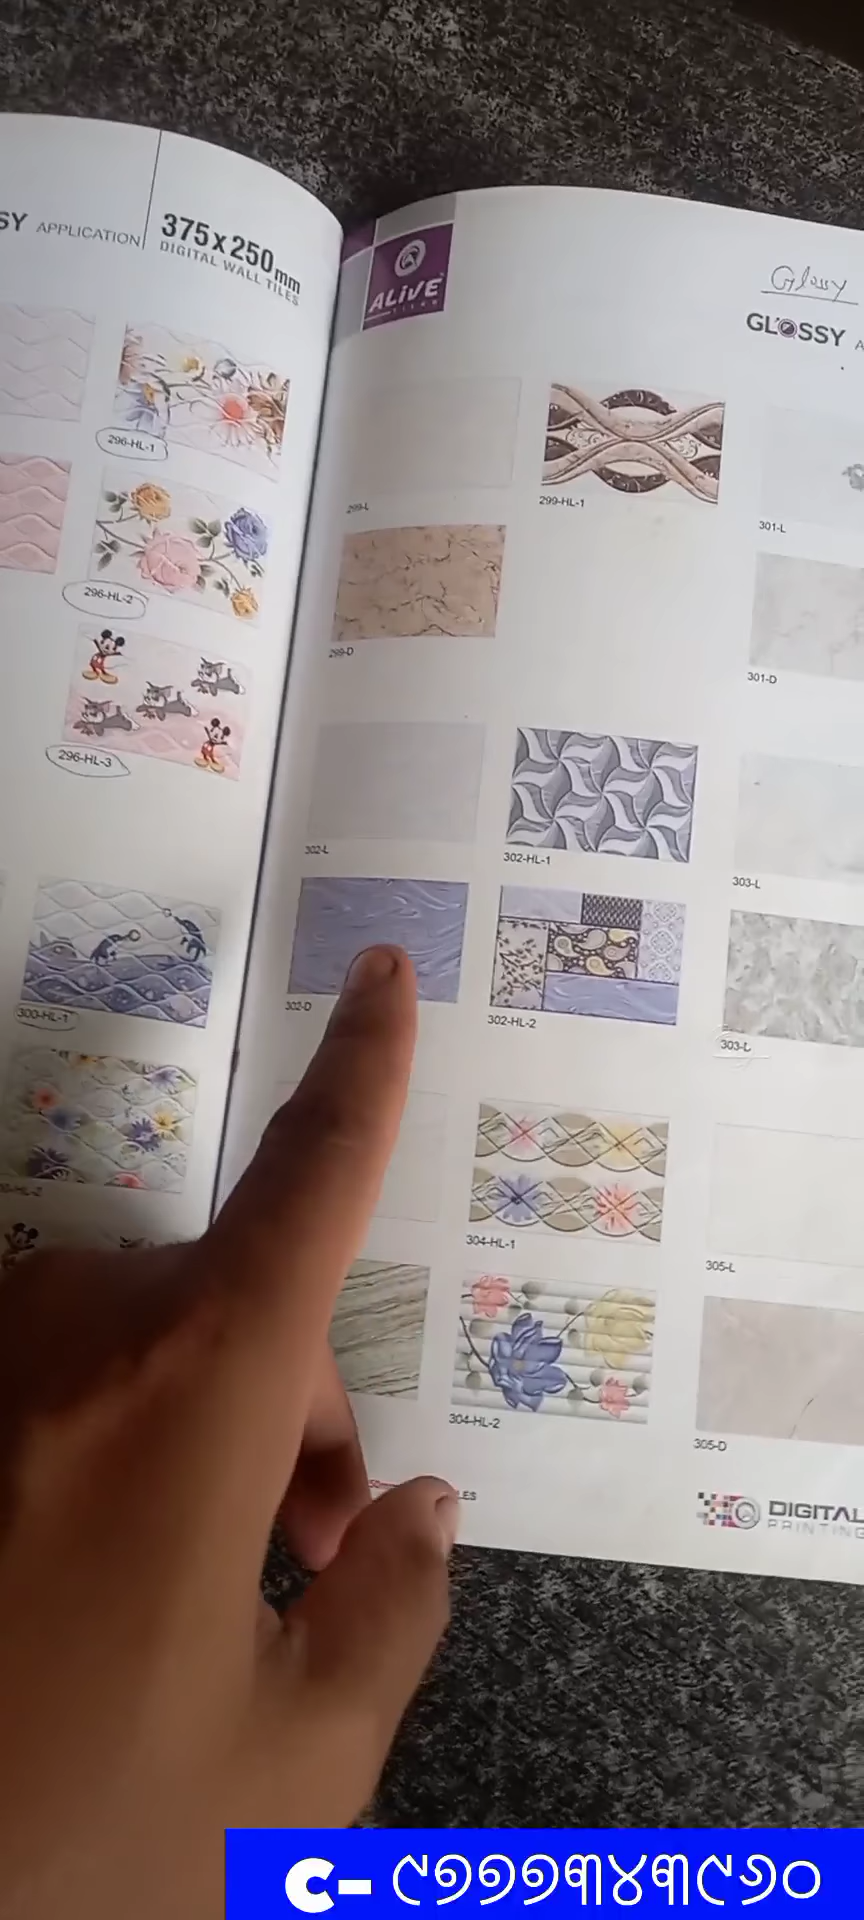 SY APPLICATION
375x250mm
DIGITAL WALL TILES
296-HL-1
296-HL-2
296-HL-3
300-HL-1
ALIVE
Glossy
GLOSSY A
299-L
299-HL-1
301-L
299-D
301-D
302-L
302-HL-1
303-L
302-D
302-HL-2
303-L
304-HL-1
305-L
304-HL-2
305-D
LES
DIGITAL
PRINTING
C- ୯୭୭୭୩୪୩୯୬୦